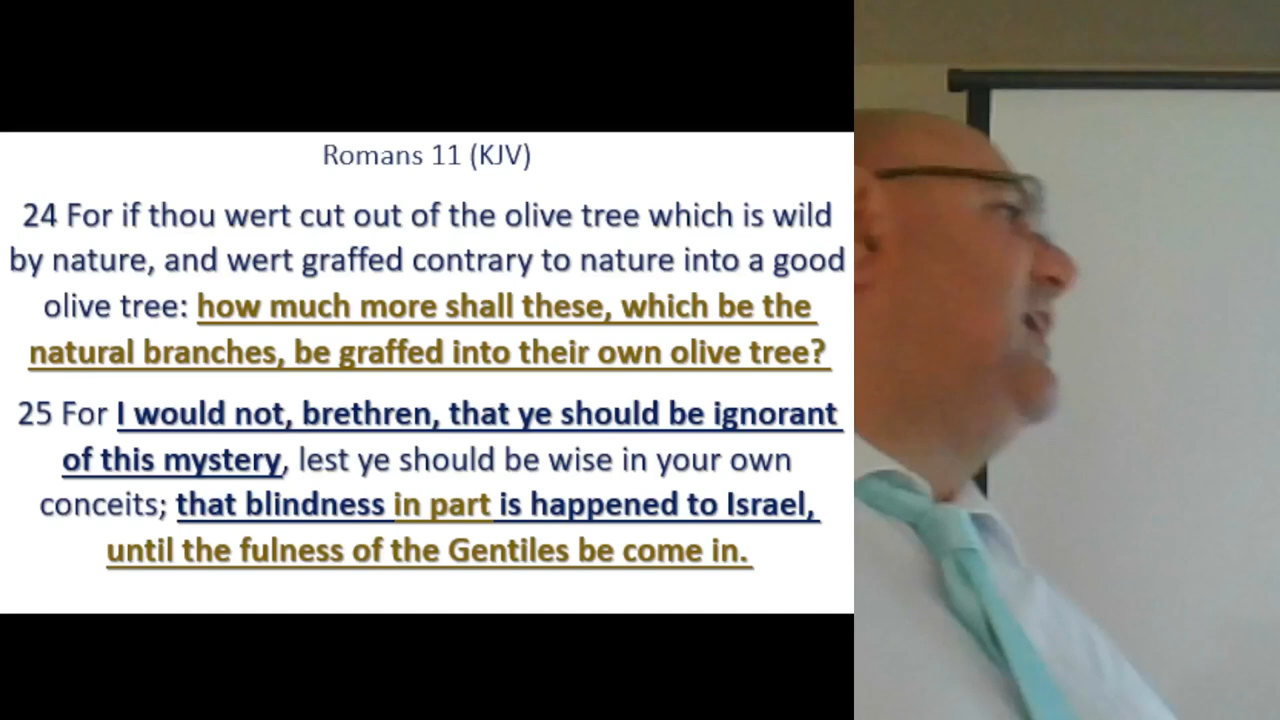 Romans 11 (KJV)
24 For if thou wert cut out of the olive tree which is wild
by nature, and wert graffed contrary to nature into a good
olive tree: how much more shall these, which be the
natural branches, be graffed into their own olive tree?
25 For I would not, brethren, that ye should be ignorant
of this mystery, lest ye should be wise in your own
conceits; that blindness in part is happened to Israel,
until the fulness of the Gentiles be come in.